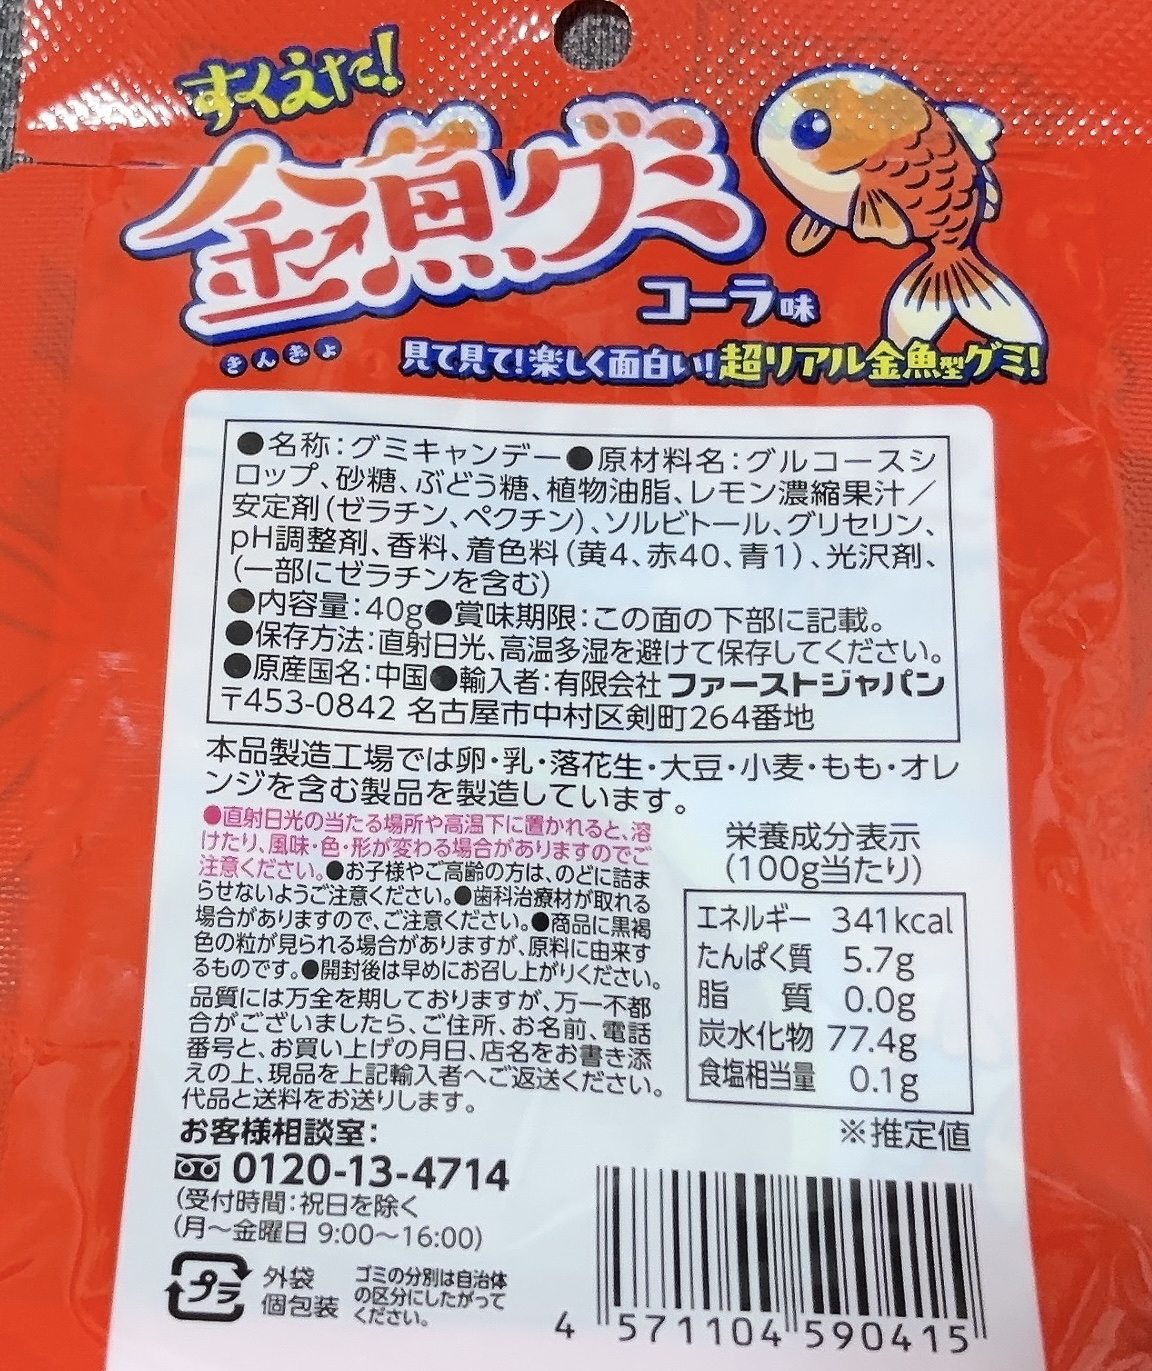 すくえた!
金魚グミ
コーラ味
きんぎょ
見て見て!楽しく面白い!超リアル金魚型グミ!
●名称:グミキャンデー●原材料名:グルコースシ
ロップ、砂糖、ぶどう糖、植物油脂、レモン濃縮果汁/
安定剤(ゼラチン、ペクチン)、ソルビトール、グリセリン、
pH調整剤、香料、着色料(黄4、赤40、青1)、光沢剤、
(一部にゼラチンを含む)
●内容量:40g●賞味期限:この面の下部に記載。
●保存方法:直射日光、高温多湿を避けて保存してください。
●原産国名:中国●輸入者:有限会社 ファーストジャパン
〒453-0842 名古屋市中村区剣町264番地
本品製造工場では卵・乳・落花生・大豆・小麦・もも・オレ
ンジを含む製品を製造しています。
●直射日光の当たる場所や高温下に置かれると、溶
けたり、風味・色・形が変わる場合がありますのでご
注意ください。●お子様やご高齢の方は、のどに詰ま
らせないようご注意ください。●歯科治療材が取れる
場合がありますので、ご注意ください。●商品に黒褐
色の粒が見られる場合がありますが、原料に由来す
るものです。●開封後は早めにお召し上がりください。
品質には万全を期しておりますが、万一不都
合がございましたら、ご住所、お名前、電話
番号と、お買い上げの月日、店名をお書き添
えの上、現品を上記輸入者へご返送ください。
代品と送料をお送りします。
お客様相談室:
0120-13-4714
(受付時間:祝日を除く
(月～金曜日 9:00～16:00)
プラ
外袋
個包装
ゴミの分別は自治体
の区分にしたがって
ください。
栄養成分表示
(100g当たり)
エネルギー 341kcal
たんぱく質 5.7g
脂 質 0.0g
炭水化物 77.4g
食塩相当量 0.1g
※推定値
4 571104 590415